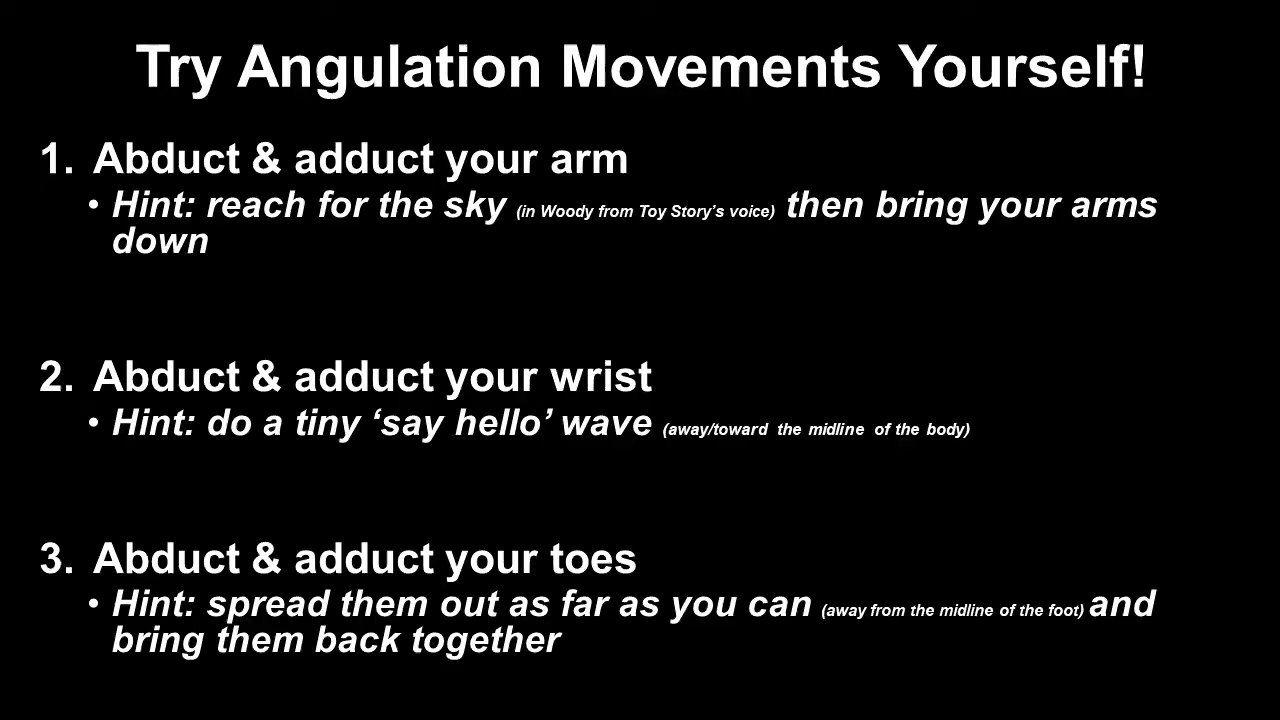 Try Angulation Movements Yourself!
1. Abduct & adduct your arm
• Hint: reach for the sky (in Woody from Toy Story’s voice) then bring your arms
down
2. Abduct & adduct your wrist
• Hint: do a tiny ‘say hello’ wave (away/toward the midline of the body)
3. Abduct & adduct your toes
• Hint: spread them out as far as you can (away from the midline of the foot) and
bring them back together